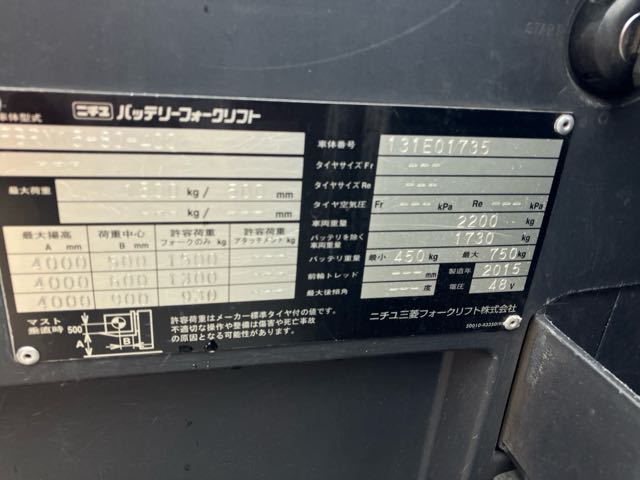 START
ニチユ バッテリーフォークリフト
車体型式
車体番号 131E01735
タイヤサイズ Fr ---
タイヤサイズ Re ---
最大荷重 1500 kg / 500 mm
--- kg / --- mm
タイヤ空気圧 Fr --- kPa Re --- kPa
車両重量 2200 kg
バッテリを除く車両重量 1730 kg
バッテリ重量 最小 450 kg 最大 750 kg
前輪トレッド --- mm 製造年 2015
最大後傾角 --- 度 電圧 48 V
最大揚高 A mm 荷重中心 B mm 許容荷重 フォークのみ kg 許容荷重 アタッチメント kg
4000 500 1500 ---
4000 600 1300 ---
4000 900 930 ---
マスト垂直時 500 A B
許容荷重はメーカー標準タイヤ付の値です。
不適切な操作や整備は傷害や死亡事故
の原因となる可能性があります。
ニチユ三菱フォークリフト株式会社